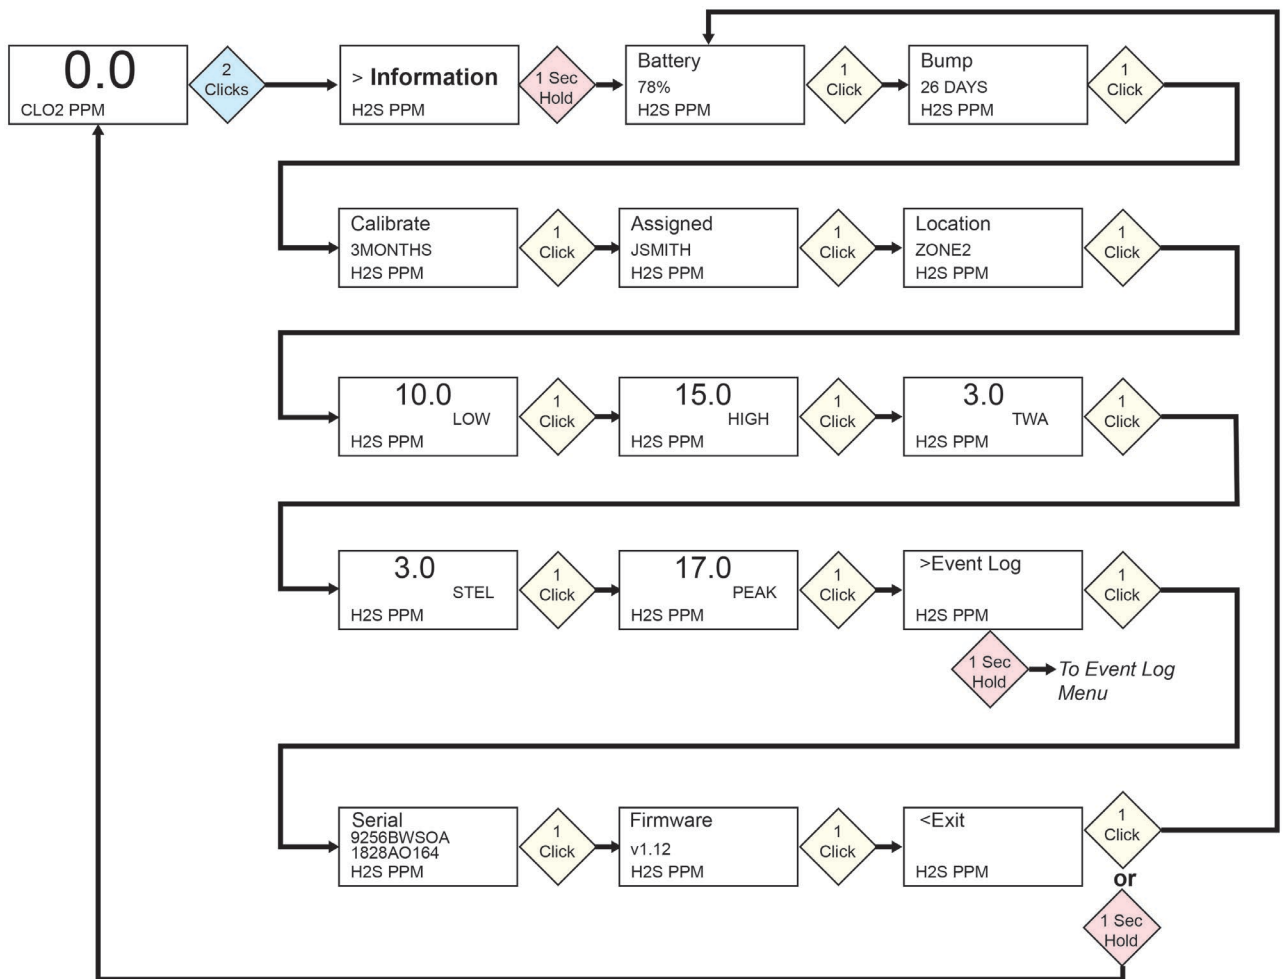 0.0
CLO2 PPM
2
Clicks
> Information
H2S PPM
1 Sec
Hold
Battery
78%
H2S PPM
1
Click
Bump
26 DAYS
H2S PPM
1
Click
Calibrate
3MONTHS
H2S PPM
1
Click
Assigned
JSMITH
H2S PPM
1
Click
Location
ZONE2
H2S PPM
1
Click
10.0
LOW
H2S PPM
1
Click
15.0
HIGH
H2S PPM
1
Click
3.0
TWA
H2S PPM
1
Click
3.0
STEL
H2S PPM
1
Click
17.0
PEAK
H2S PPM
1
Click
>Event Log
H2S PPM
1
Click
1 Sec
Hold
To Event Log
Menu
Serial
9256BWSOA
1828AO164
H2S PPM
1
Click
Firmware
v1.12
H2S PPM
1
Click
<Exit
H2S PPM
1
Click
or
1 Sec
Hold